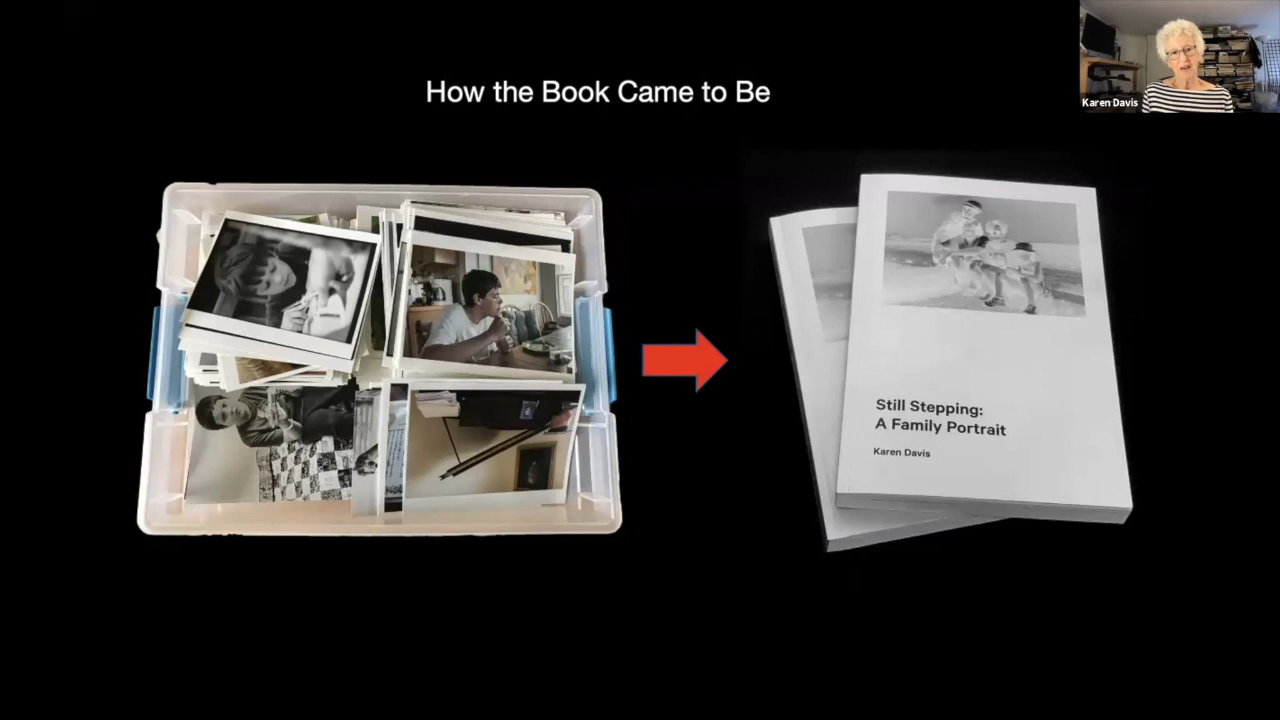 How the Book Came to Be
Karen Davis
Still Stepping:
A Family Portrait
Karen Davis